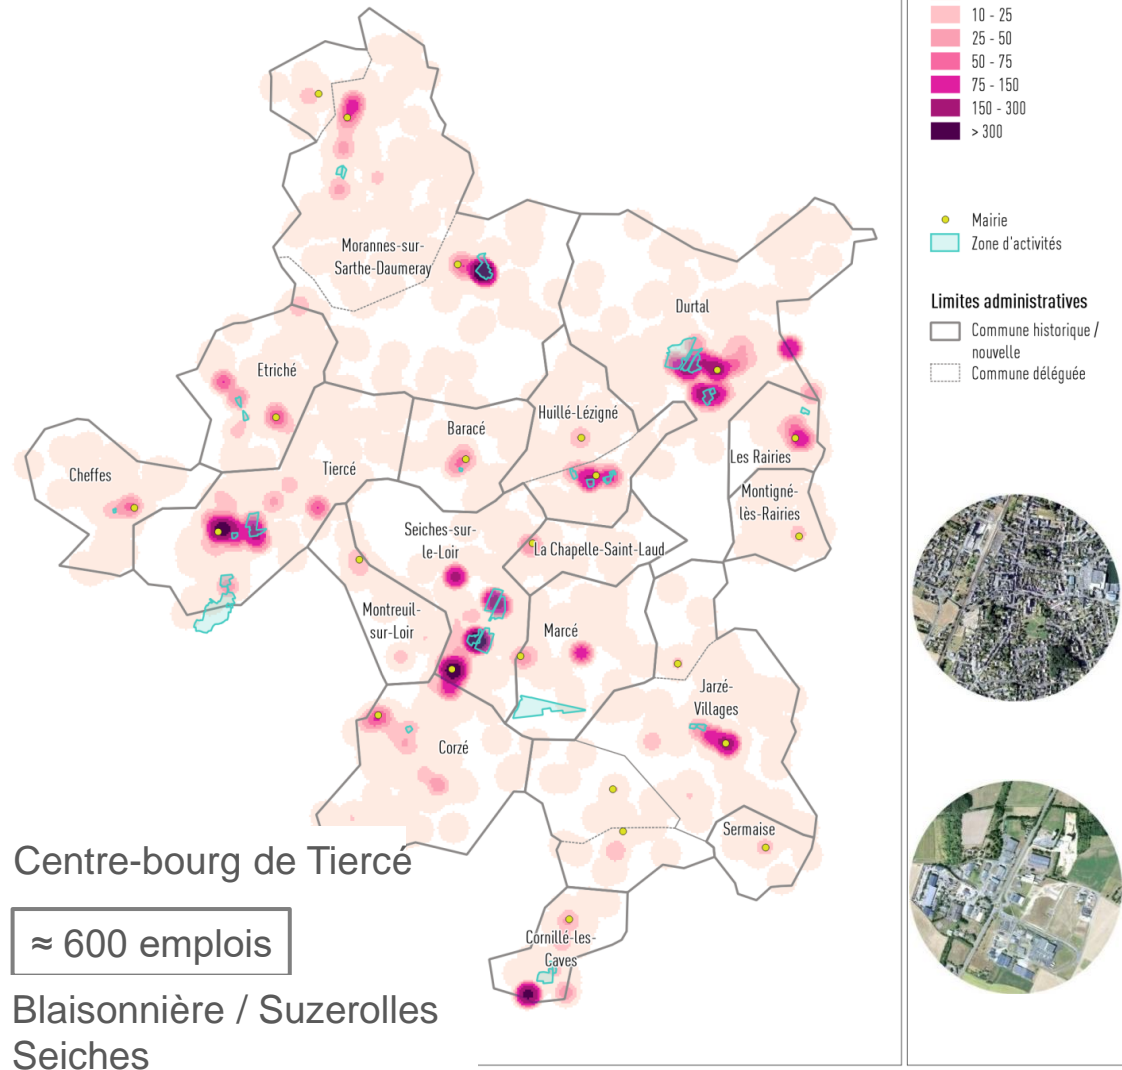 10 - 25
25 - 50
50 - 75
75 - 150
150 - 300
> 300
Mairie
Zone d'activités
Limites administratives
Commune historique /
nouvelle
Commune déléguée
Morannes-sur-
Sarthe-Daumeray
Durtal
Etriché
Huillé-Lézigné
Baracé
Les Rairies
Cheffes
Tiercé
Montigné-
lès-Rairies
Seiches-sur-
le-Loir
La Chapelle-Saint-Laud
Montreuil-
sur-Loir
Marcé
Jarzé-
Villages
Corzé
Sermaise
Cornillé-les-
Caves
Centre-bourg de Tiercé
≈ 600 emplois
Blaisonnière / Suzerolles
Seiches